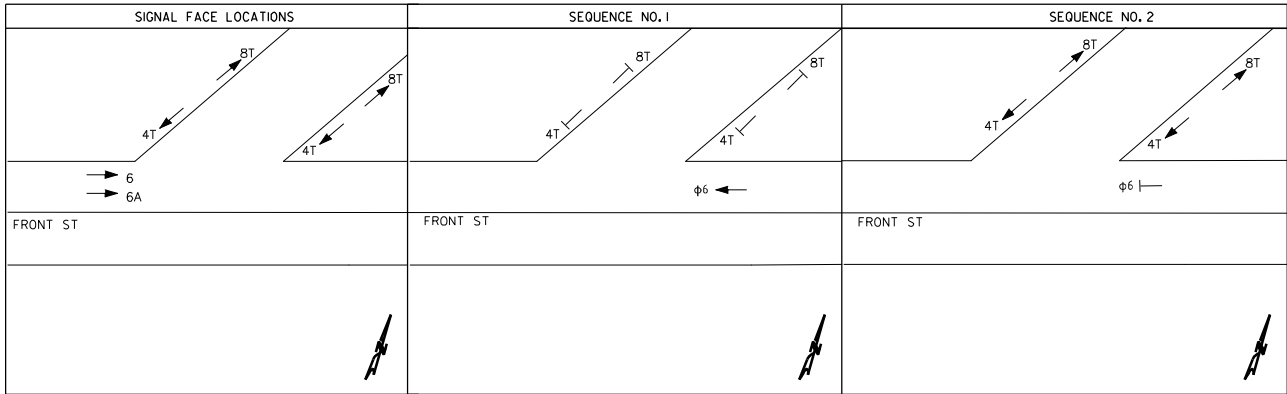 SIGNAL FACE LOCATIONS
8T
8T
4T
4T
6
6A
FRONT ST
N
SEQUENCE NO.1
8T
8T
4T
4T
φ6
FRONT ST
N
SEQUENCE NO.2
8T
8T
4T
4T
φ6
FRONT ST
N